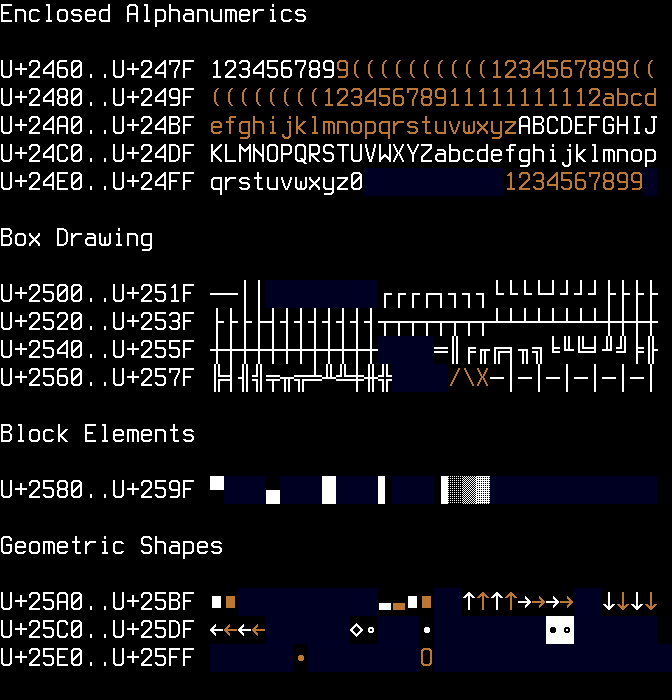 Enclosed Alphanumerics
U+2460..U+247F 1234567899((((((((((1234567899((
U+2480..U+249F ((((((((12345678911111111112abcd
U+24A0..U+24BF efghijklmnopqrstuvwxyzABCDEFGHIJ
U+24C0..U+24DF KLMNOPQRSTUVWXYZabcdefghijklmnop
U+24E0..U+24FF qrstuvwxyz0 1234567899
Box Drawing
U+2500..U+251F
U+2520..U+253F
U+2540..U+255F
U+2560..U+257F /\X
Block Elements
U+2580..U+259F
Geometric Shapes
U+25A0..U+25BF ↑↑↑↑→→→→ ↓↓↓↓
U+25C0..U+25DF ←←←←
U+25E0..U+25FF